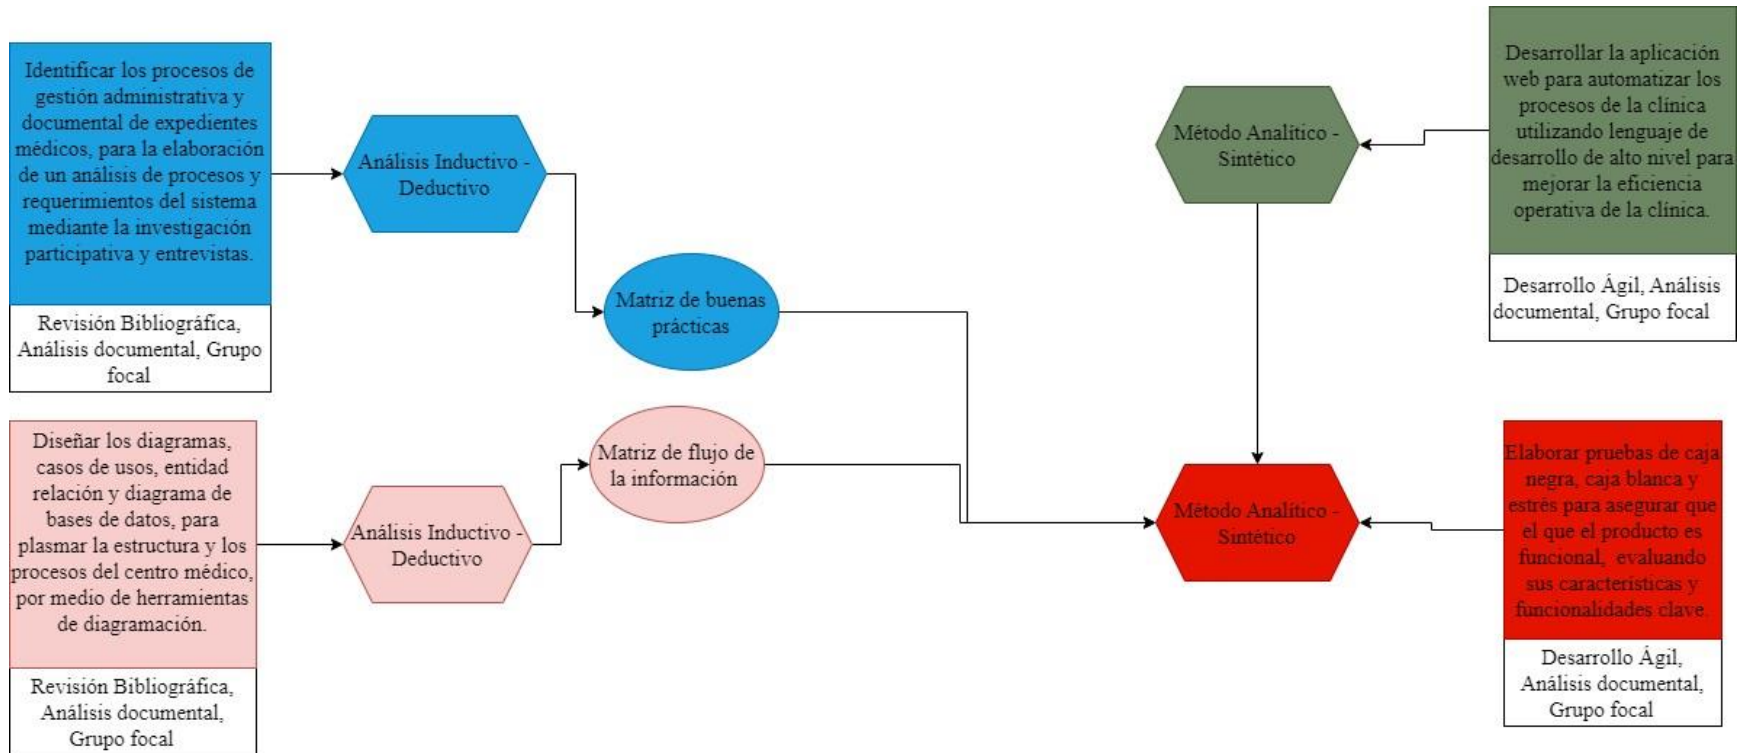 Identificar los procesos de
gestión administrativa y
documental de expedientes
médicos, para la elaboración
de un análisis de procesos y
requerimientos del sistema
mediante la investigación
participativa y entrevistas.
Revisión Bibliográfica,
Análisis documental, Grupo
focal
Análisis Inductivo -
Deductivo
Matriz de buenas
prácticas
Diseñar los diagramas,
casos de usos, entidad
relación y diagrama de
bases de datos, para
plasmar la estructura y los
procesos del centro médico,
por medio de herramientas
de diagramación.
Revisión Bibliográfica,
Análisis documental,
Grupo focal
Análisis Inductivo -
Deductivo
Matriz de flujo de
la información
Método Analítico -
Sintético
Desarrollar la aplicación
web para automatizar los
procesos de la clínica
utilizando lenguaje de
desarrollo de alto nivel para
mejorar la eficiencia
operativa de la clínica.
Desarrollo Ágil, Análisis
documental, Grupo focal
Método Analítico -
Sintético
Elaborar pruebas de caja
negra, caja blanca y
estrés para asegurar que
el que el producto es
funcional, evaluando
sus características y
funcionalidades clave.
Desarrollo Ágil,
Análisis documental,
Grupo focal